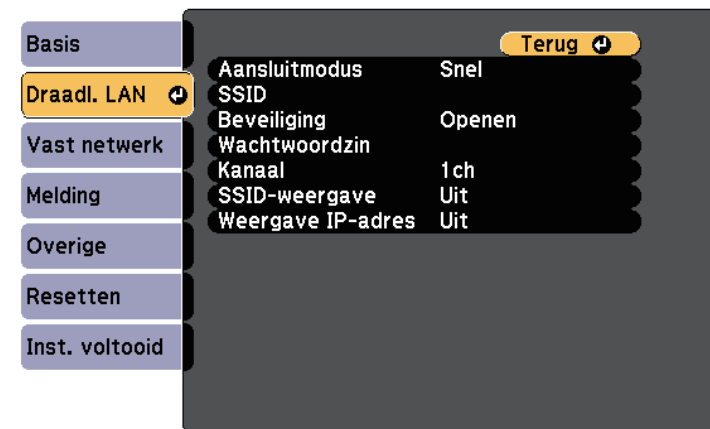 Basis
Draadl. LAN
Vast netwerk
Melding
Overige
Resetten
Inst. voltooid
Terug
Aansluitmodus Snel
SSID
Beveiliging Openen
Wachtwoordzin
Kanaal 1ch
SSID-weergave Uit
Weergave IP-adres Uit